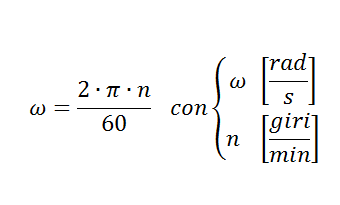 ω = 2·π·n / 60 con { ω [rad/s]
n [giri/min]